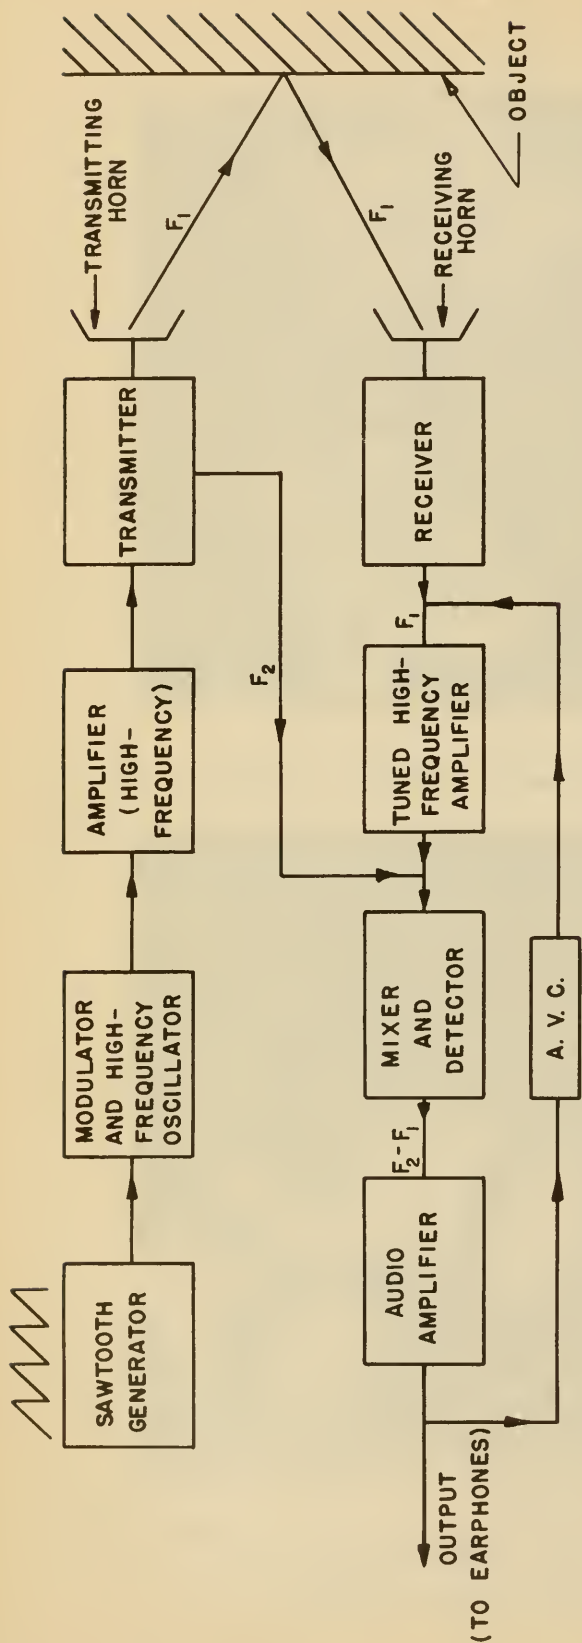 SAWTOOTH
GENERATOR
MODULATOR
AND HIGH-
FREQUENCY
OSCILLATOR
AMPLIFIER
(HIGH-
FREQUENCY)
TRANSMITTER
TRANSMITTING
HORN
F₁
F₂
F₁
OBJECT
RECEIVING
HORN
RECEIVER
F₁
TUNED HIGH-
FREQUENCY
AMPLIFIER
MIXER
AND
DETECTOR
F₂-F₁
AUDIO
AMPLIFIER
A. V. C.
OUTPUT
(TO EARPHONES)